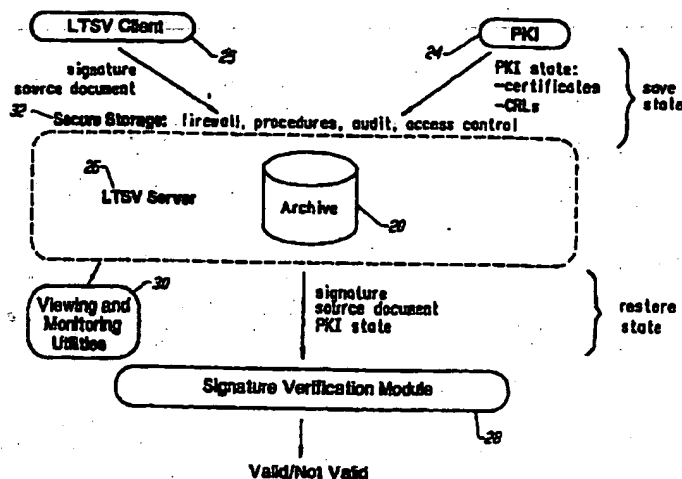 LTSV Client
25
24
PKI
signature
source document
PKI state:
-certificates
-CRLs
save
state
32
Secure Storage: firewall, procedures, audit, access control
26
LTSV Server
Archive
20
30
Viewing and
Monitoring
Utilities
signature
source document
PKI state
restore
state
Signature Verification Module
28
Valid/Not Valid